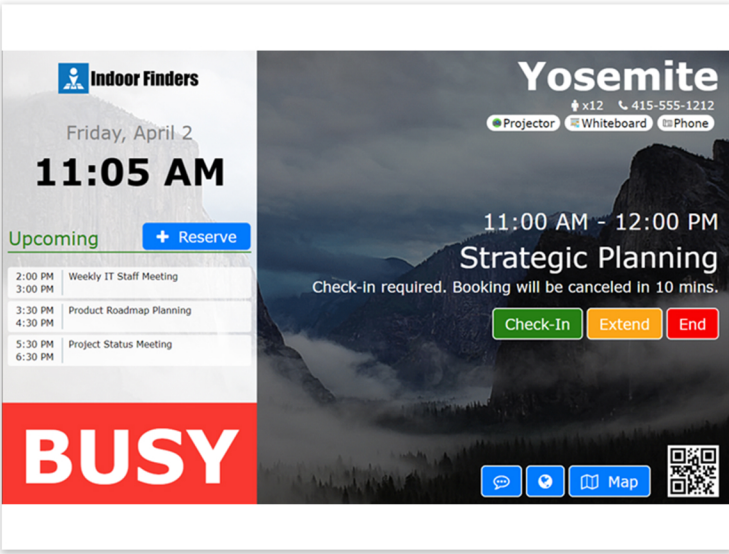 Indoor Finders
Friday, April 2
11:05 AM
Upcoming
+ Reserve
2:00 PM Weekly IT Staff Meeting
3:00 PM
3:30 PM Product Roadmap Planning
4:30 PM
5:30 PM Project Status Meeting
6:30 PM
BUSY
Yosemite
x12 415-555-1212
Projector Whiteboard Phone
11:00 AM - 12:00 PM
Strategic Planning
Check-in required. Booking will be canceled in 10 mins.
Check-In Extend End
Map